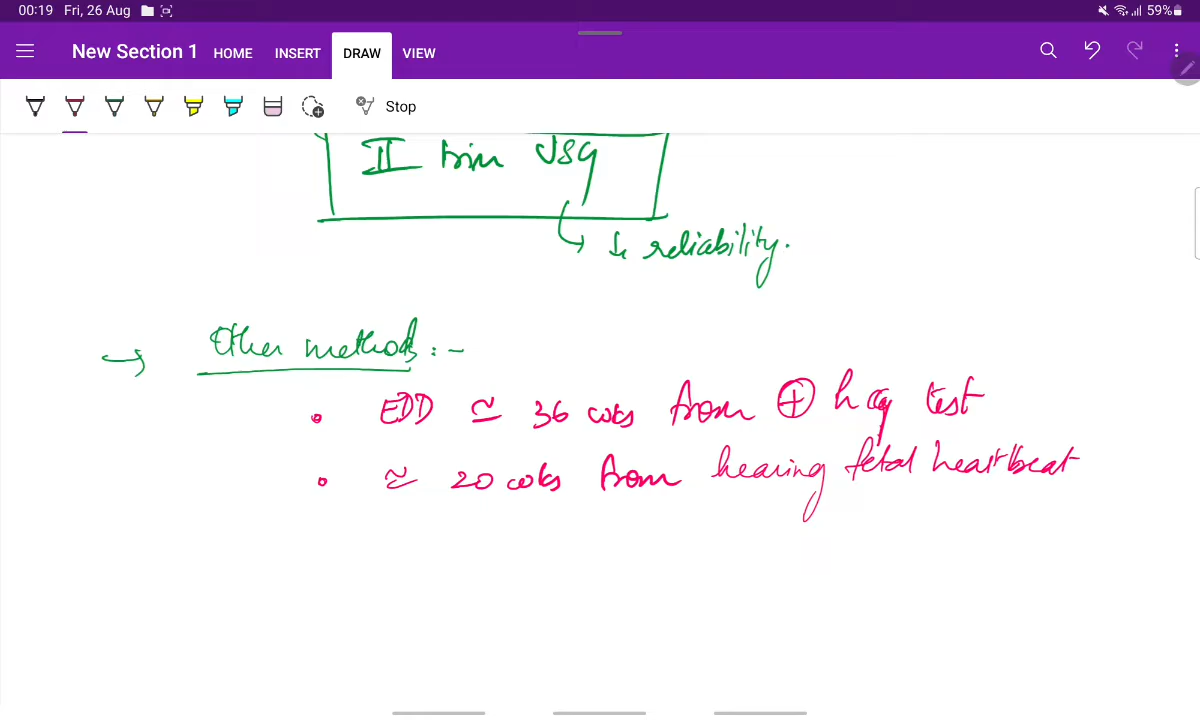 00:19 Fri, 26 Aug 59%
New Section 1 HOME INSERT DRAW VIEW
Stop
II trim USG
↳ ↓ reliability.
→ Other methods :-
• EDD ≃ 36 wks from ⊕ hcg test
• ≃ 20 wks from hearing fetal heartbeat